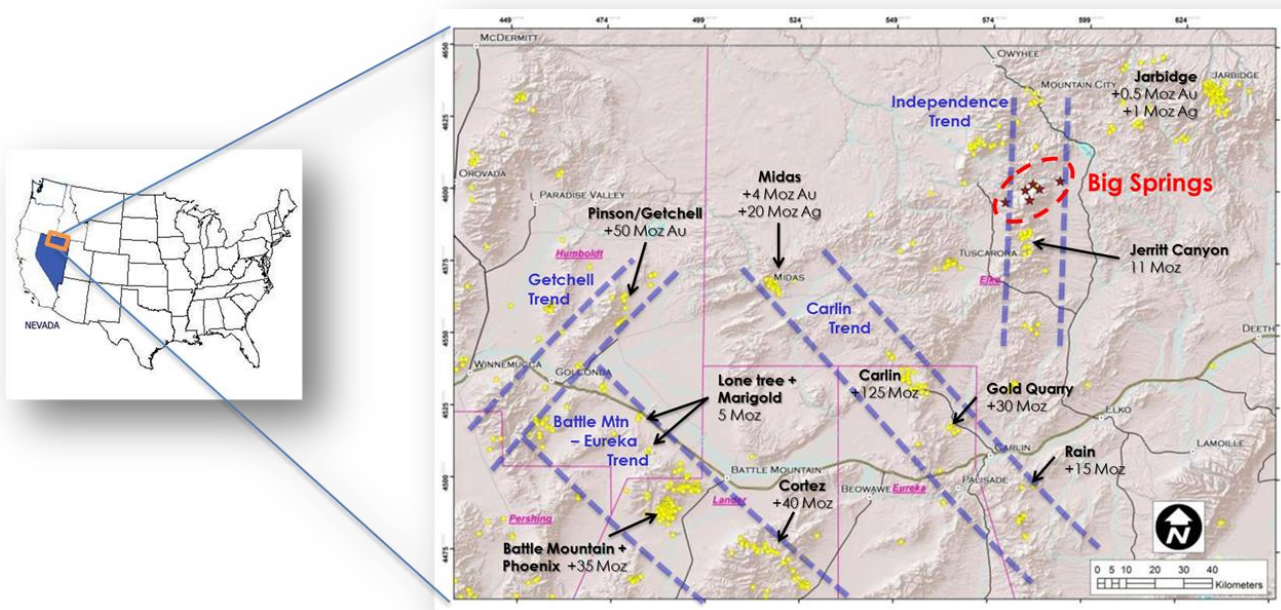 449
474
499
524
549
574
599
624
4650
4625
4600
4575
4550
4525
4500
4475
McDermitt
Owyhee
Mountain City
Jarbidge
+0.5 Moz Au
+1 Moz Ag
Jarbidge
Independence
Trend
Orovada
Paradise Valley
Midas
+4 Moz Au
+20 Moz Ag
Big Springs
Pinson/Getchell
+50 Moz Au
Humboldt
Tuscarora
Jerritt Canyon
11 Moz
Elko
Getchell
Trend
Midas
Carlin
Trend
NEVADA
Winnemucca
Golconda
Deeth
Lone tree +
Marigold
5 Moz
Carlin
+125 Moz
Gold Quarry
+30 Moz
Elko
Battle Mtn
– Eureka
Trend
Carlin
Lamoille
Rain
+15 Moz
Battle Mountain
Beowawe
Eureka
Palisade
Cortez
+40 Moz
Lander
Pershing
Battle Mountain +
Phoenix +35 Moz
N
0 5 10 20 30 40
Kilometers